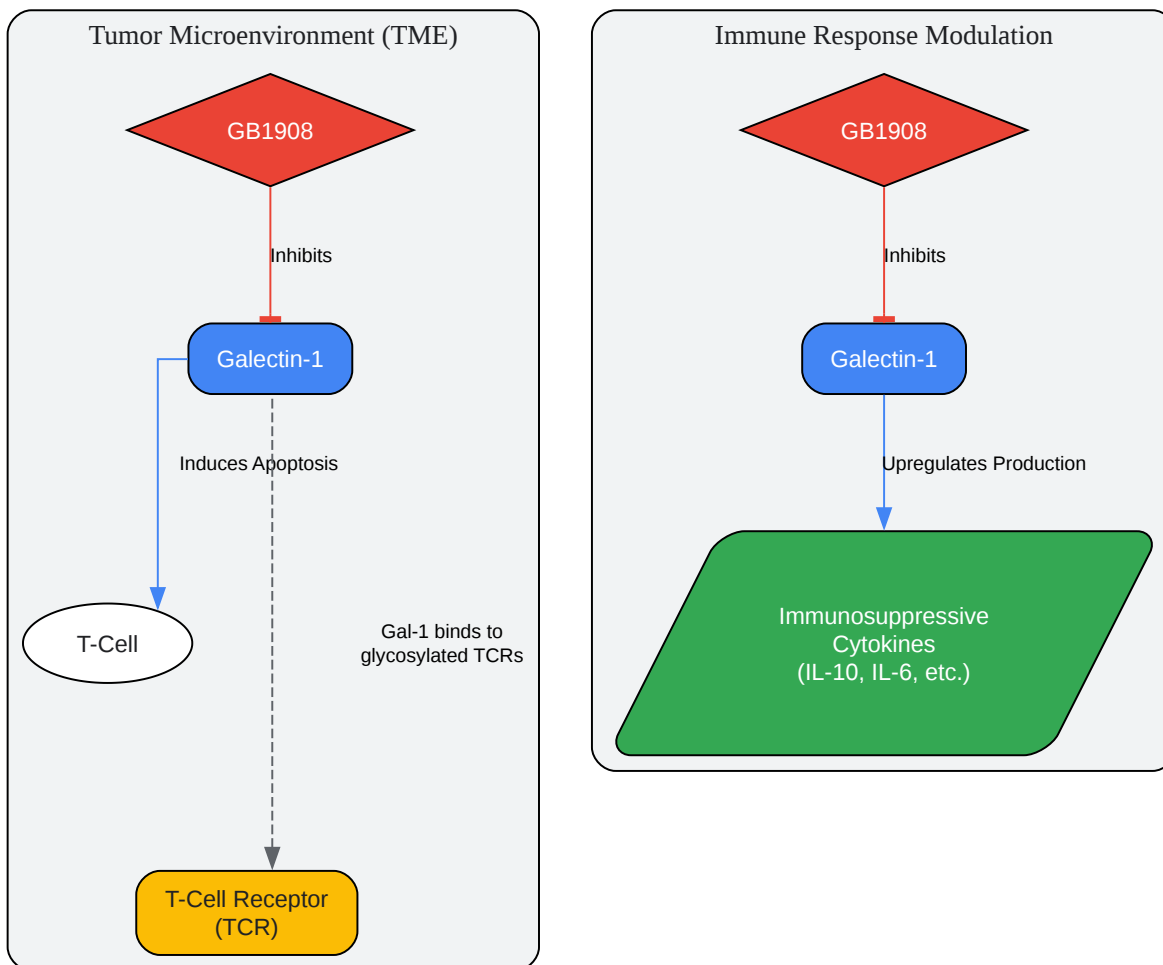 Tumor Microenvironment (TME)
GB1908
Inhibits
Galectin-1
Induces Apoptosis
T-Cell
Gal-1 binds to
glycosylated TCRs
T-Cell Receptor
(TCR)
Immune Response Modulation
GB1908
Inhibits
Galectin-1
Upregulates Production
Immunosuppressive
Cytokines
(IL-10, IL-6, etc.)